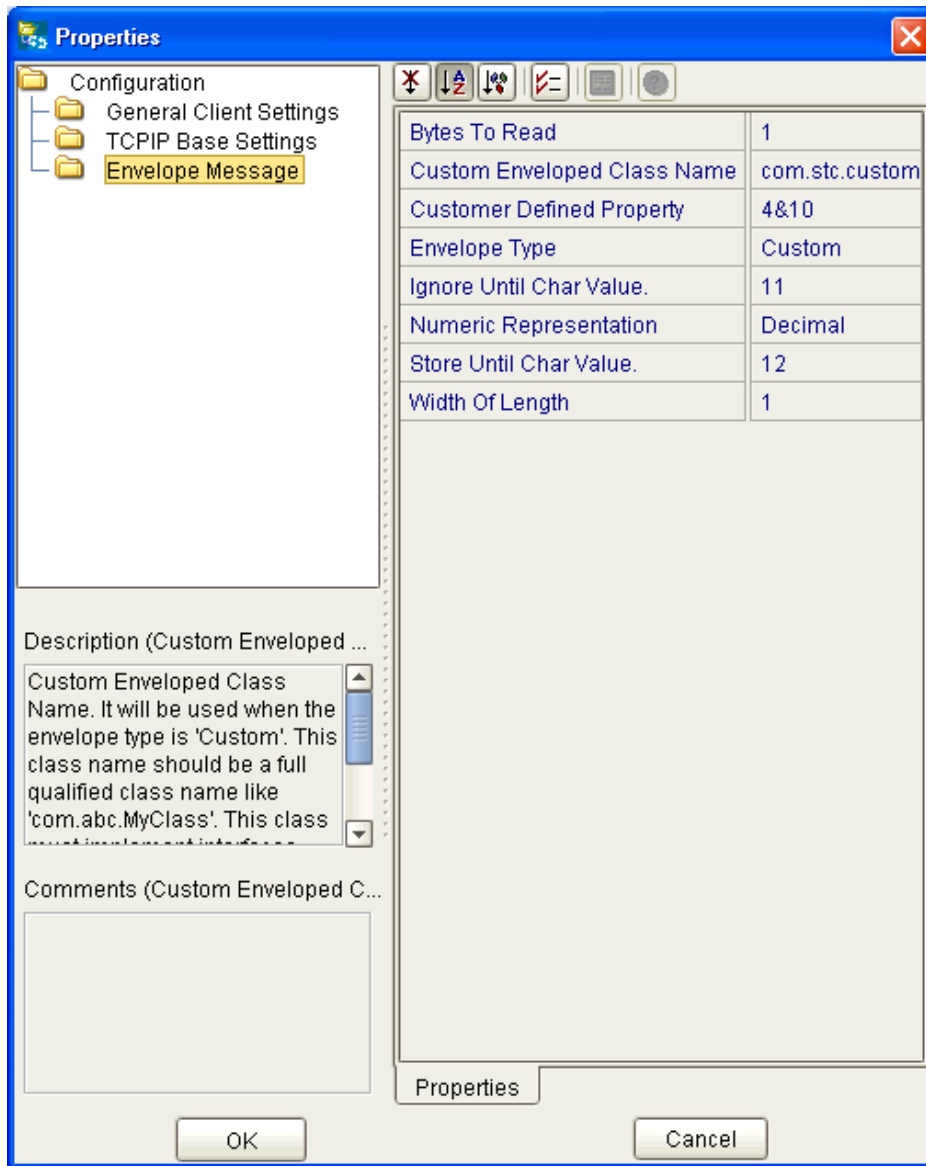 Properties
Configuration
General Client Settings
TCPIP Base Settings
Envelope Message
Description (Custom Enveloped ...
Custom Enveloped Class
Name. It will be used when the
envelope type is 'Custom'. This
class name should be a full
qualified class name like
'com.abc.MyClass'. This class
must implement interfaces
Comments (Custom Enveloped C...
Bytes To Read 1
Custom Enveloped Class Name com.stc.custom
Customer Defined Property 4&10
Envelope Type Custom
Ignore Until Char Value. 11
Numeric Representation Decimal
Store Until Char Value. 12
Width Of Length 1
Properties
OK
Cancel